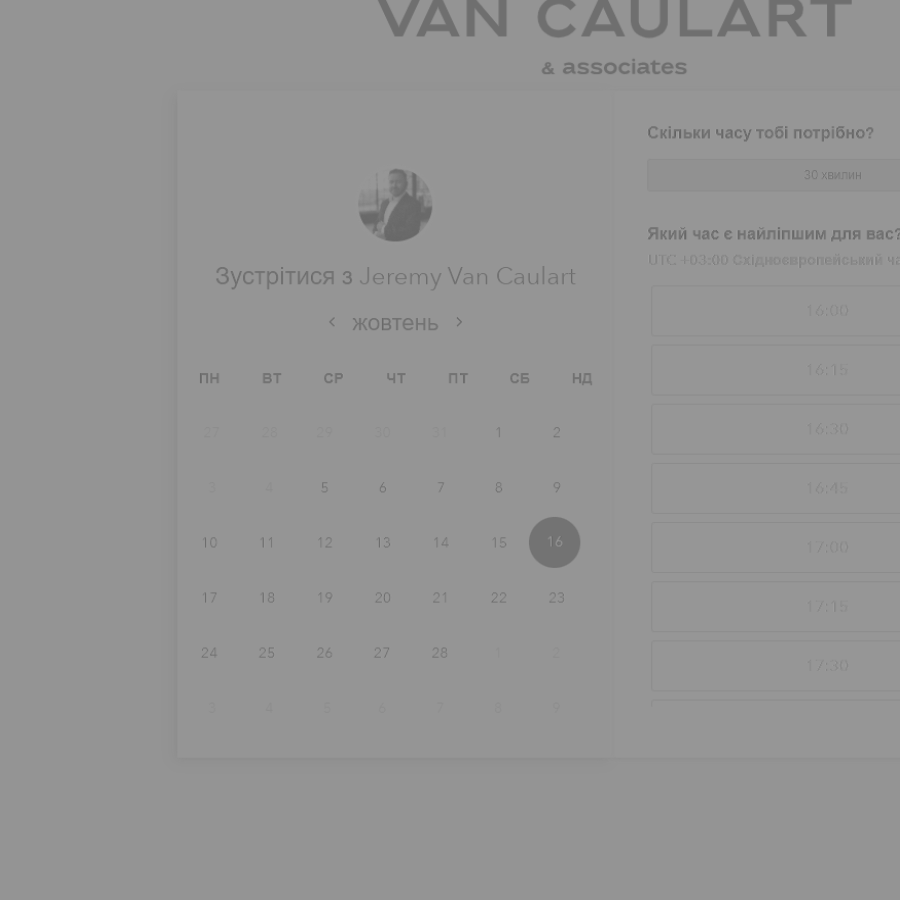 VAN CAULART
& associates
Зустрітися з Jeremy Van Caulart
< жовтень >
ПН ВТ СР ЧТ ПТ СБ НД
27 28 29 30 31 1 2
3 4 5 6 7 8 9
10 11 12 13 14 15 16
17 18 19 20 21 22 23
24 25 26 27 28 1 2
3 4 5 6 7 8 9
Скільки часу тобі потрібно?
30 хвилин
Який час є найліпшим для вас?
UTC +03:00 Східноевропейський
16:00
16:15
16:30
16:45
17:00
17:15
17:30